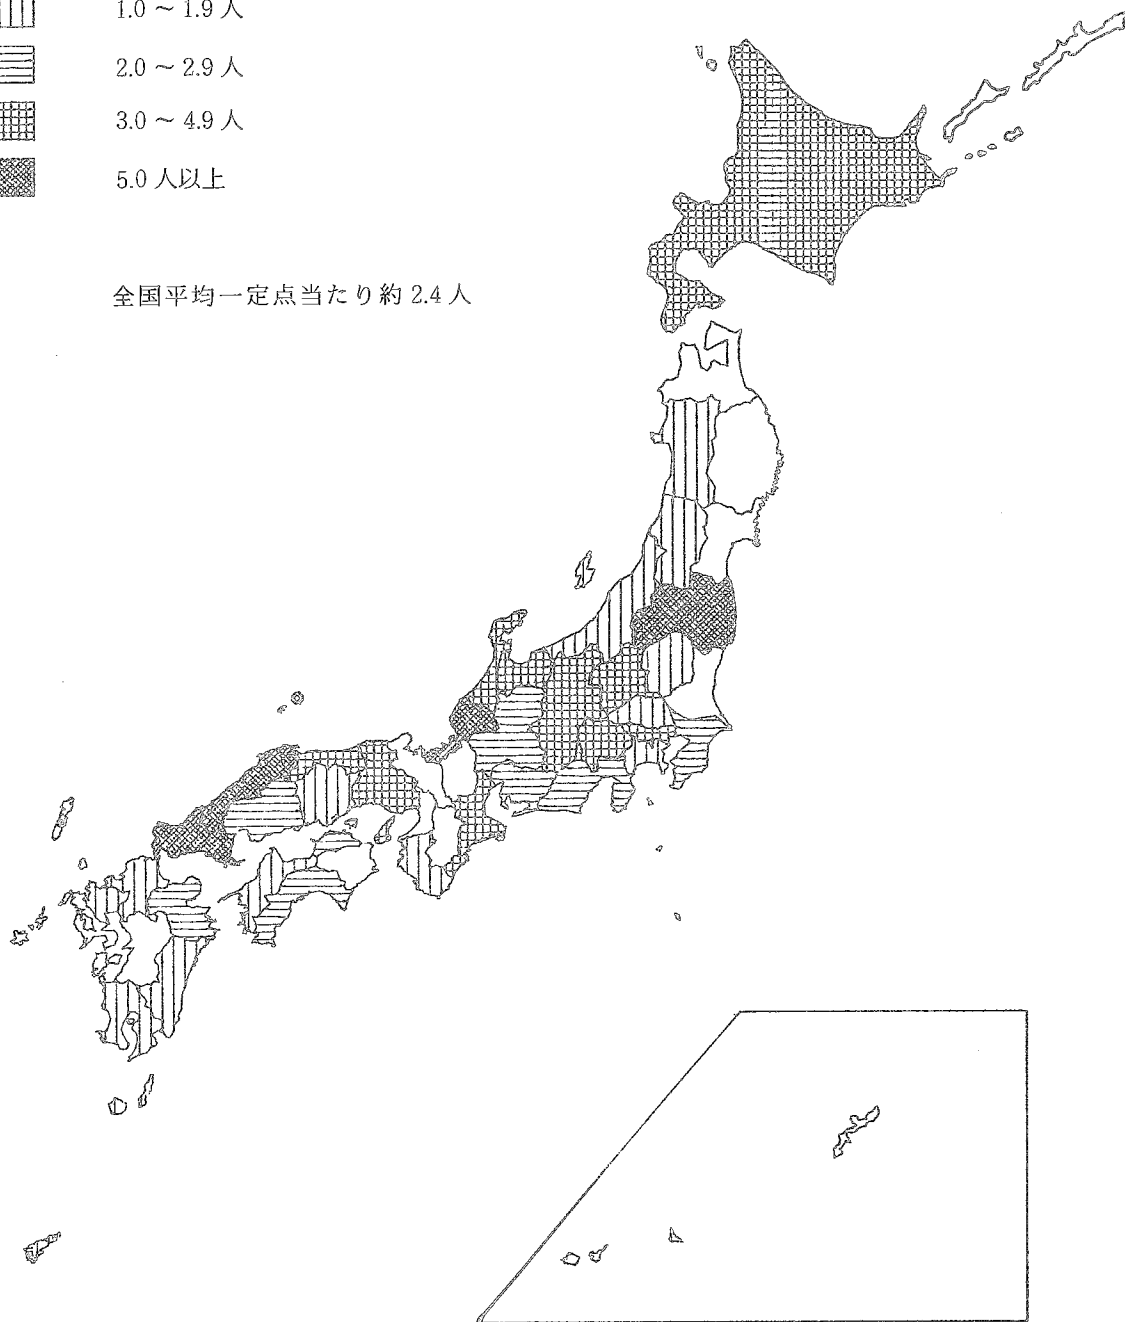 1.0 ～ 1.9 人
2.0 ～ 2.9 人
3.0 ～ 4.9 人
5.0 人以上
全国平均一定点当たり約 2.4 人